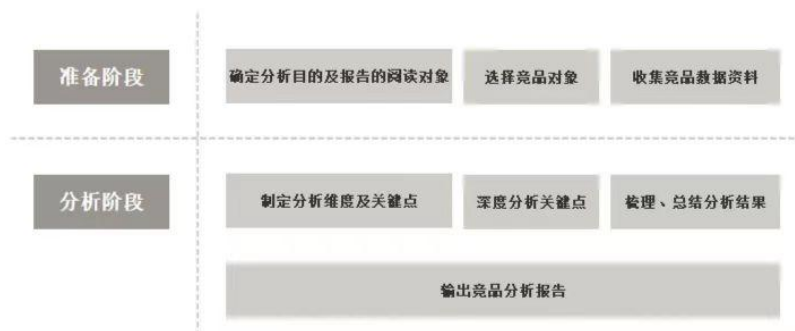 准备阶段
确定分析目的及报告的阅读对象
选择竞品对象
收集竞品数据资料
分析阶段
制定分析维度及关键点
深度分析关键点
梳理、总结分析结果
输出竞品分析报告